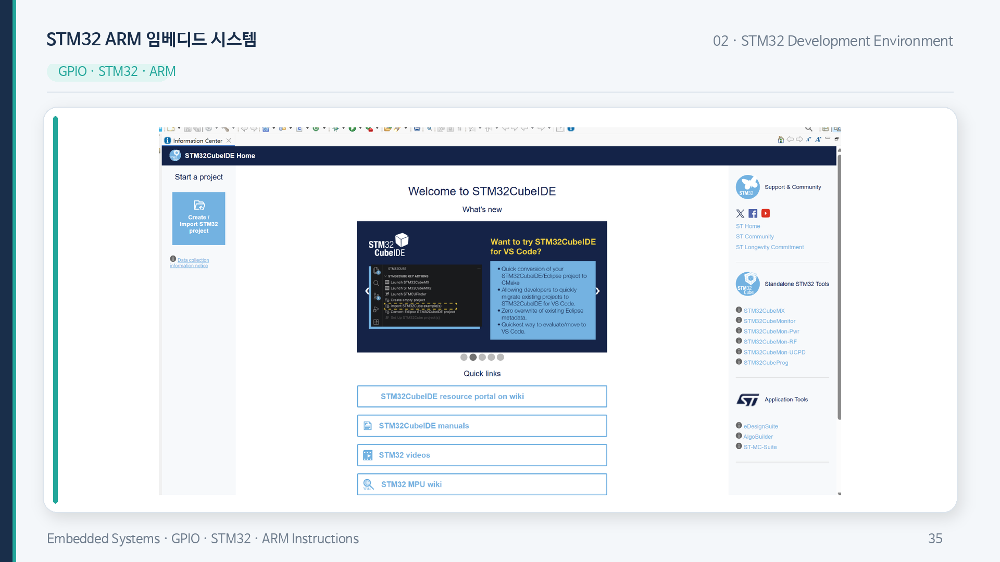 STM32 ARM 임베디드 시스템
02 · STM32 Development Environment
GPIO · STM32 · ARM
Information Center
STM32CubeIDE Home
Start a project
Create /
Import STM32
project
Data collection
information notice
Welcome to STM32CubeIDE
What's new
STM32
CubeIDE
Want to try STM32CubeIDE
for VS Code?
STM32CUBE
STM32CUBE KEY ACTIONS
Launch STM32CubeMX
Launch STM32CubeMX2
Launch STMCUFinder
Create empty project
Import STM32Cube example(s)
Convert Eclipse STM32CubeIDE project
Set Up STM32Cube project(s)
• Quick conversion of your
STM32CubeIDE/Eclipse project to
CMake
• Allowing developers to quickly
migrate existing projects to
STM32CubeIDE for VS Code.
• Zero overwrite of existing Eclipse
metadata.
• Quickest way to evaluate/move to
VS Code.
Quick links
STM32CubeIDE resource portal on wiki
STM32CubeIDE manuals
STM32 videos
Wiki
STM32 MPU wiki
STM32
Support & Community
ST Home
ST Community
ST Longevity Commitment
STM32
Cube
Standalone STM32 Tools
STM32CubeMX
STM32CubeMonitor
STM32CubeMon-Pwr
STM32CubeMon-RF
STM32CubeMon-UCPD
STM32CubeProg
ST
Application Tools
eDesignSuite
AlgoBuilder
ST-MC-Suite
Embedded Systems · GPIO · STM32 · ARM Instructions
35